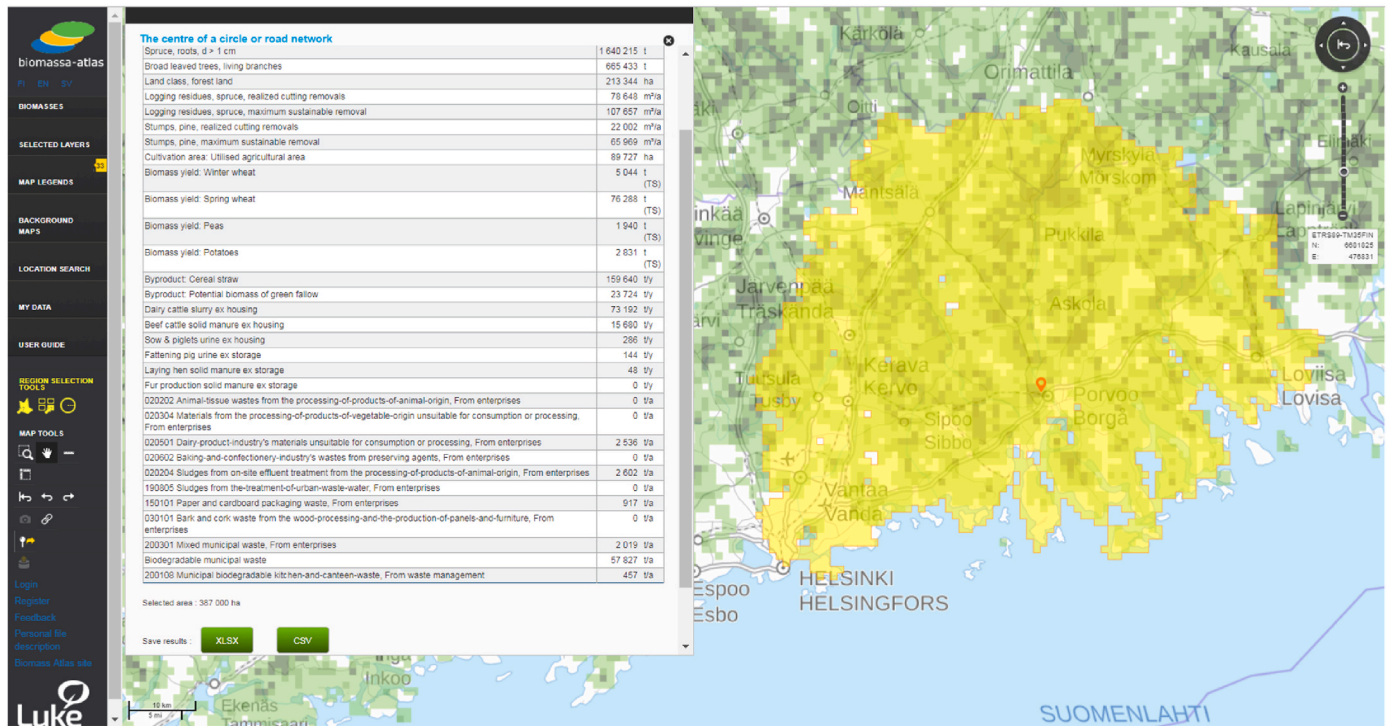 biomassa-atlas
FI EN SV
BIOMASSES
SELECTED LAYERS
33
MAP LEGENDS
BACKGROUND
MAPS
LOCATION SEARCH
MY DATA
USER GUIDE
REGION SELECTION
TOOLS
MAP TOOLS
Login
Register
Feedback
Personal file
description
Biomass Atlas site
Luke
The centre of a circle or road network
Spruce, roots, d > 1 cm 1 640 215 t
Broad leaved trees, living branches 665 433 t
Land class, forest land 213 344 ha
Logging residues, spruce, realized cutting removals 78 648 m³/a
Logging residues, spruce, maximum sustainable removal 107 657 m³/a
Stumps, pine, realized cutting removals 22 002 m³/a
Stumps, pine, maximum sustainable removal 65 969 m³/a
Cultivation area: Utilised agricultural area 89 727 ha
Biomass yield: Winter wheat 5 044 t
(TS)
Biomass yield: Spring wheat 76 288 t
(TS)
Biomass yield: Peas 1 940 t
(TS)
Biomass yield: Potatoes 2 831 t
(TS)
Byproduct: Cereal straw 159 640 t/y
Byproduct: Potential biomass of green fallow 23 724 t/y
Dairy cattle slurry ex housing 73 192 t/y
Beef cattle solid manure ex housing 15 680 t/y
Sow & piglets urine ex housing 286 t/y
Fattening pig urine ex storage 144 t/y
Laying hen solid manure ex storage 48 t/y
Fur production solid manure ex storage 0 t/y
020202 Animal-tissue wastes from the processing-of-products-of-animal-origin, From enterprises 0 t/a
020304 Materials from the processing-of-products-of-vegetable-origin unsuitable for consumption or processing, 0 t/a
From enterprises
020501 Dairy-product-industry's materials unsuitable for consumption or processing, From enterprises 2 536 t/a
020602 Baking-and-confectionery-industry's wastes from preserving agents, From enterprises 0 t/a
020204 Sludges from on-site effluent treatment from the processing-of-products-of-animal-origin, From enterprises 2 602 t/a
190805 Sludges from the-treatment-of-urban-waste-water, From enterprises 0 t/a
150101 Paper and cardboard packaging waste, From enterprises 917 t/a
030101 Bark and cork waste from the wood-processing-and-the-production-of-panels-and-furniture, From 0 t/a
enterprises
200301 Mixed municipal waste, From enterprises 2 019 t/a
Biodegradable municipal waste 57 827 t/a
200108 Municipal biodegradable kitchen-and-canteen-waste, From waste management 457 t/a
Selected area : 387 000 ha
Save results : XLSX CSV
Kärkölä
Kausala
Orimattila
Oitti
Elimäki
Myrskylä
Mörskom
Mäntsälä
Lapinjärvi
Pukkila
ETRS89-TM35FIN
N: 6681825
E: 476831
Järvenpää
Träskända
Askola
Kerava
Kervo
Tuusula
Tusby
Loviisa
Lovisa
Porvoo
Borgå
Sipoo
Sibbo
Vantaa
Vanda
HELSINKI
HELSINGFORS
Espoo
Esbo
Inkoo
Ekenäs
Tammisaari
10 km
5 mi
SUOMENLAHTI